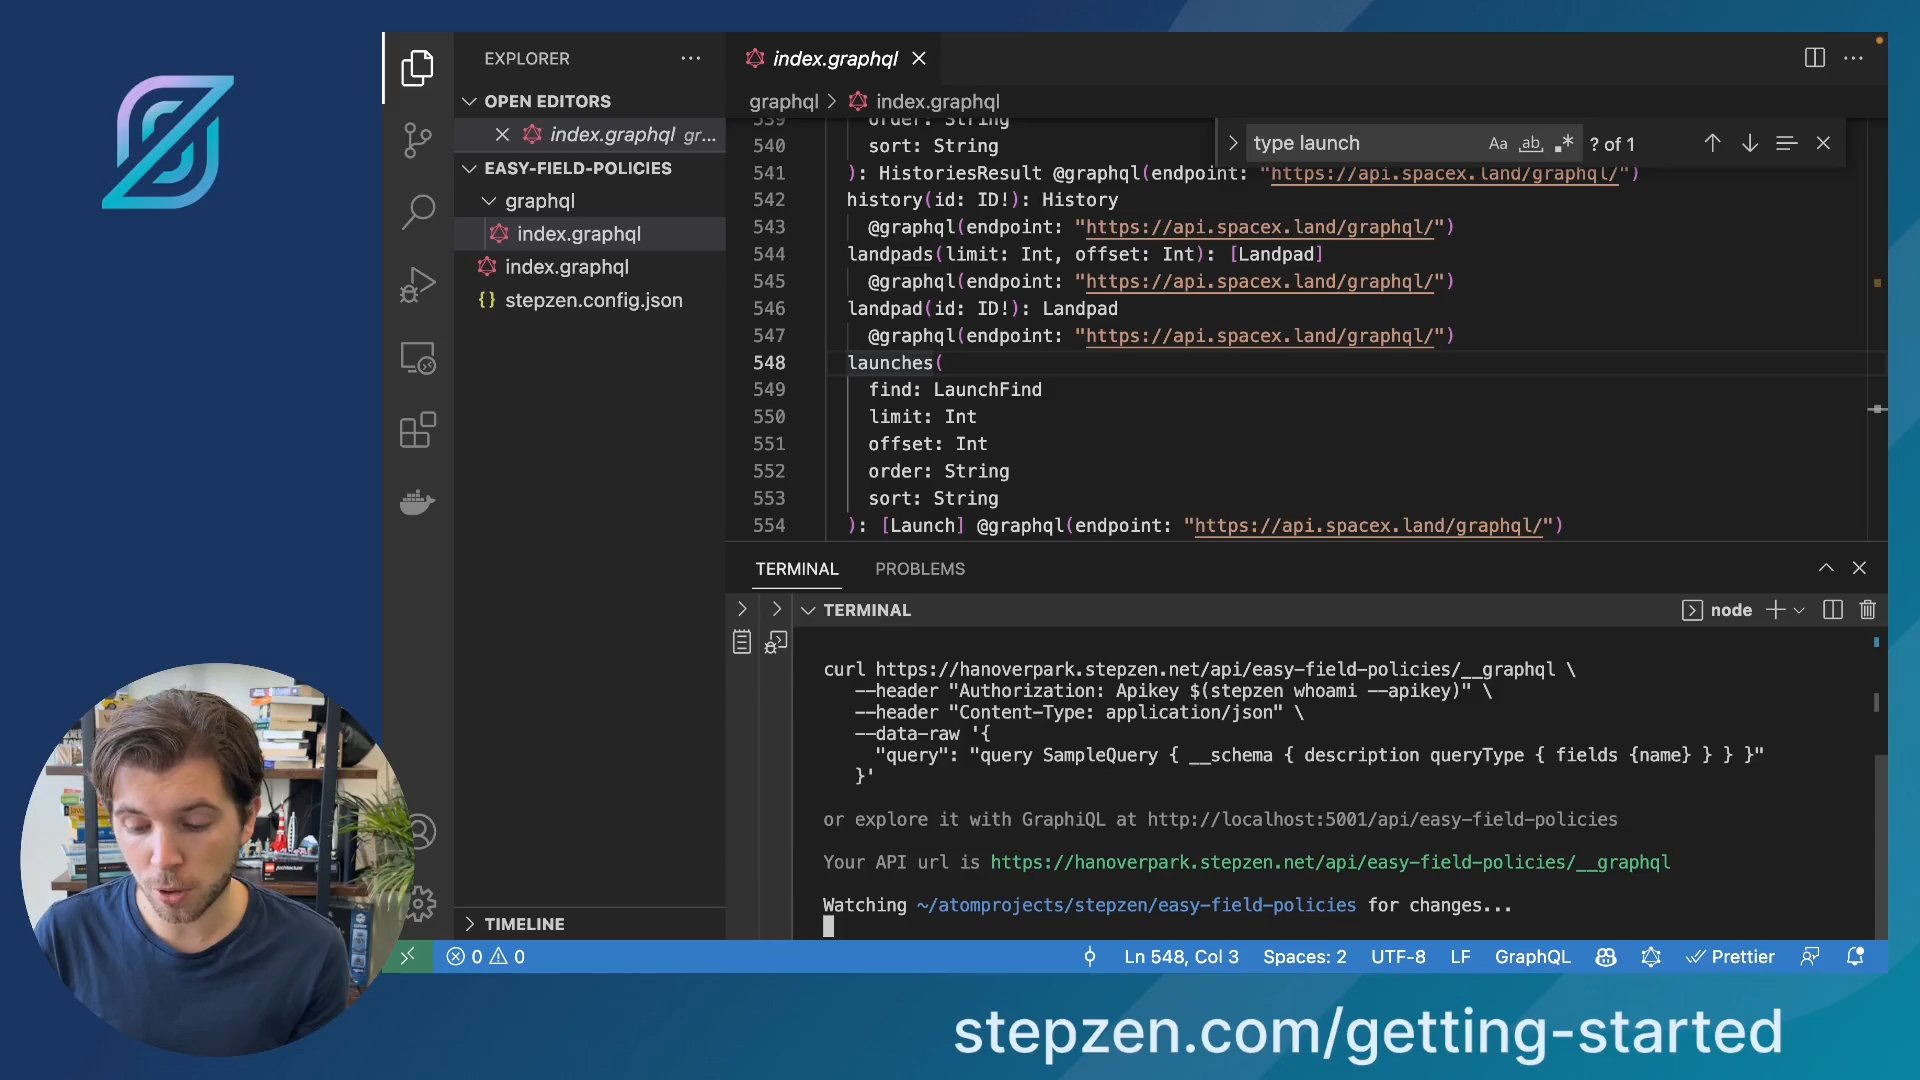 EXPLORER
OPEN EDITORS
index.graphql gr...
EASY-FIELD-POLICIES
graphql
index.graphql
index.graphql
{} stepzen.config.json
TIMELINE
index.graphql
graphql > index.graphql
type launch
Aa ab .* ? of 1
539 order: String
540 sort: String
541 ): HistoriesResult @graphql(endpoint: "https://api.spacex.land/graphql/")
542 history(id: ID!): History
543 @graphql(endpoint: "https://api.spacex.land/graphql/")
544 landpads(limit: Int, offset: Int): [Landpad]
545 @graphql(endpoint: "https://api.spacex.land/graphql/")
546 landpad(id: ID!): Landpad
547 @graphql(endpoint: "https://api.spacex.land/graphql/")
548 launches(
549 find: LaunchFind
550 limit: Int
551 offset: Int
552 order: String
553 sort: String
554 ): [Launch] @graphql(endpoint: "https://api.spacex.land/graphql/")
TERMINAL PROBLEMS
TERMINAL
node
curl https://hanoverpark.stepzen.net/api/easy-field-policies/__graphql \
--header "Authorization: Apikey $(stepzen whoami --apikey)" \
--header "Content-Type: application/json" \
--data-raw '{
"query": "query SampleQuery { __schema { description queryType { fields {name} } } }"
}'
or explore it with GraphiQL at http://localhost:5001/api/easy-field-policies
Your API url is https://hanoverpark.stepzen.net/api/easy-field-policies/__graphql
Watching ~/atomprojects/stepzen/easy-field-policies for changes...
0 0 Ln 548, Col 3 Spaces: 2 UTF-8 LF GraphQL Prettier
stepzen.com/getting-started